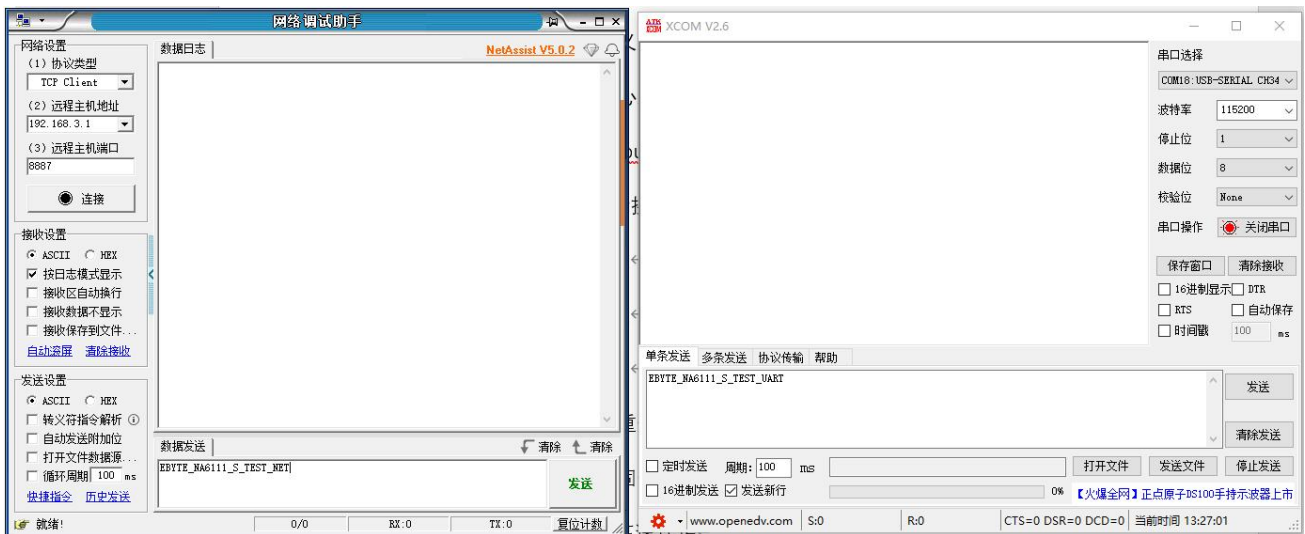 网络调试助手
网络设置
(1) 协议类型
TCP Client
(2) 远程主机地址
192.168.3.1
(3) 远程主机端口
8887
连接
接收设置
ASCII HEX
按日志模式显示
接收区自动换行
接收数据不显示
接收保存到文件...
自动滚屏 清除接收
发送设置
ASCII HEX
转义符指令解析
自动发送附加位
打开文件数据源...
循环周期 100 ms
快捷指令 历史发送
数据日志
NetAssist V5.0.2
数据发送
清除 清除
EBYTE_NA6111_S_TEST_NET
发送
就绪!
0/0
RX:0
TX:0
复位计数
ATK
COM
XCOM V2.6
串口选择
COM18:USB-SERIAL CH34
波特率 115200
停止位 1
数据位 8
校验位 None
串口操作 关闭串口
保存窗口 清除接收
16进制显示 DTR
RTS 自动保存
时间戳 100 ms
单条发送 多条发送 协议传输 帮助
EBYTE_NA6111_S_TEST_UART
发送
清除发送
定时发送 周期: 100 ms
打开文件 发送文件 停止发送
16进制发送 发送新行
0% 【火爆全网】正点原子DS100手持示波器上市
www.openedv.com S:0 R:0 CTS=0 DSR=0 DCD=0 当前时间 13:27:01